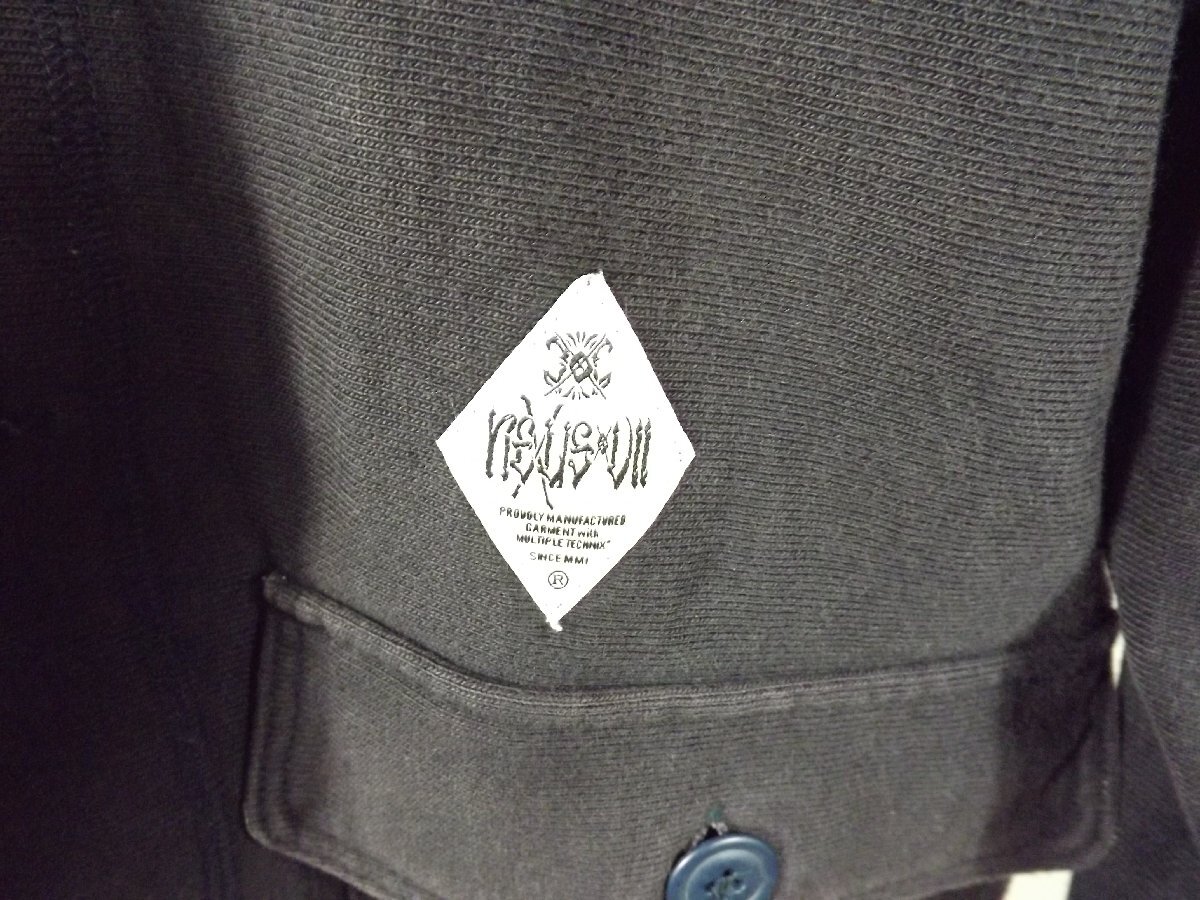 nexus vii
PROUDLY MANUFACTURED
GARMENT with
MULTIPLE TECHNIX"
SINCE MMI
®